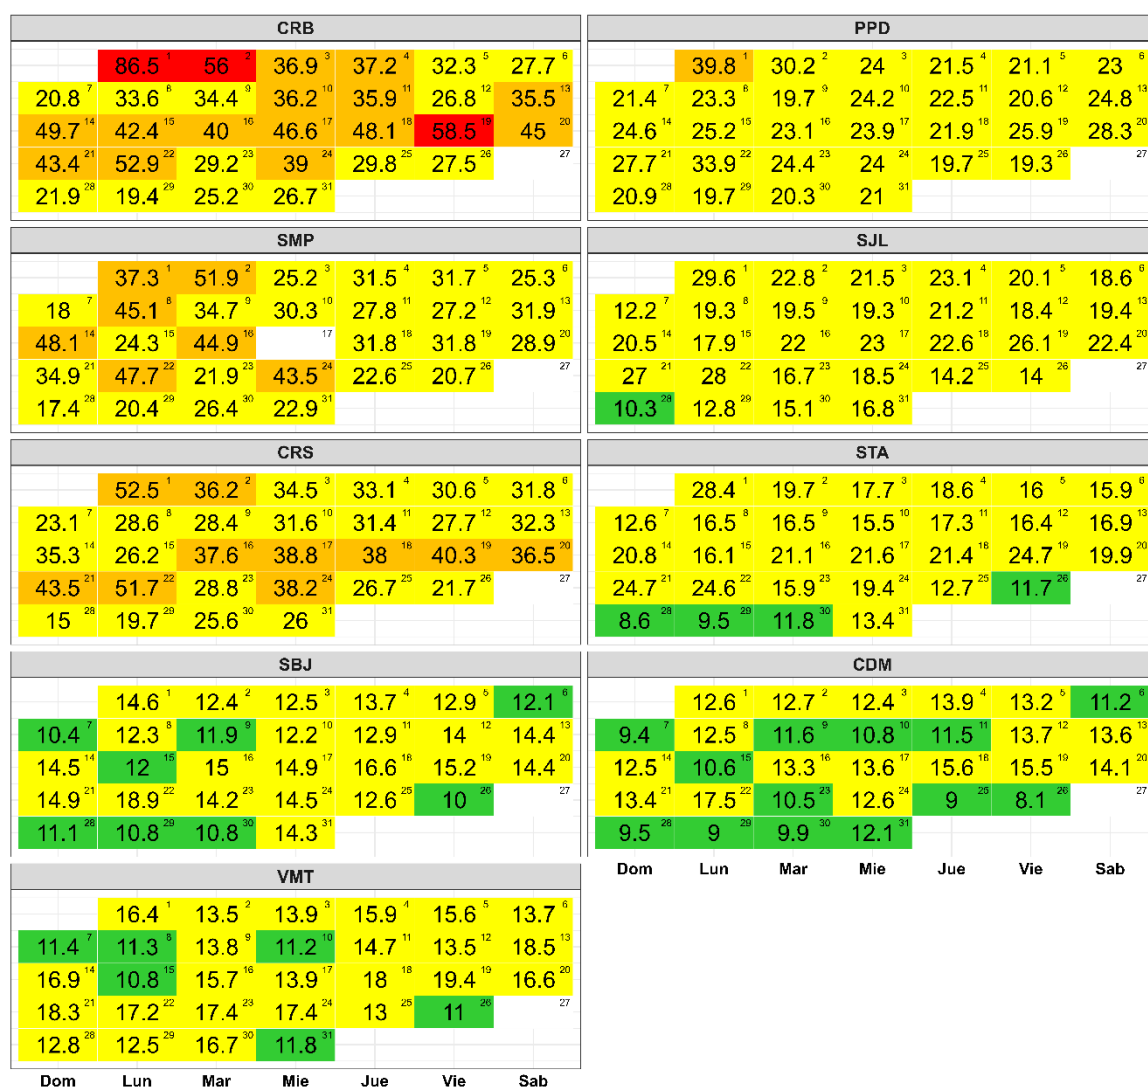 CRB
86.5 1 56 2 36.9 3 37.2 4 32.3 5 27.7 6
20.8 7 33.6 8 34.4 9 36.2 10 35.9 11 26.8 12 35.5 13
49.7 14 42.4 15 40 16 46.6 17 48.1 18 58.5 19 45 20
43.4 21 52.9 22 29.2 23 39 24 29.8 25 27.5 26 27
21.9 28 19.4 29 25.2 30 26.7 31
PPD
39.8 1 30.2 2 24 3 21.5 4 21.1 5 23 6
21.4 7 23.3 8 19.7 9 24.2 10 22.5 11 20.6 12 24.8 13
24.6 14 25.2 15 23.1 16 23.9 17 21.9 18 25.9 19 28.3 20
27.7 21 33.9 22 24.4 23 24 24 19.7 25 19.3 26 27
20.9 28 19.7 29 20.3 30 21 31
SMP
37.3 1 51.9 2 25.2 3 31.5 4 31.7 5 25.3 6
18 7 45.1 8 34.7 9 30.3 10 27.8 11 27.2 12 31.9 13
48.1 14 24.3 15 44.9 16 17 31.8 18 31.8 19 28.9 20
34.9 21 47.7 22 21.9 23 43.5 24 22.6 25 20.7 26 27
17.4 28 20.4 29 26.4 30 22.9 31
SJL
29.6 1 22.8 2 21.5 3 23.1 4 20.1 5 18.6 6
12.2 7 19.3 8 19.5 9 19.3 10 21.2 11 18.4 12 19.4 13
20.5 14 17.9 15 22 16 23 17 22.6 18 26.1 19 22.4 20
27 21 28 22 16.7 23 18.5 24 14.2 25 14 26 27
10.3 28 12.8 29 15.1 30 16.8 31
CRS
52.5 1 36.2 2 34.5 3 33.1 4 30.6 5 31.8 6
23.1 7 28.6 8 28.4 9 31.6 10 31.4 11 27.7 12 32.3 13
35.3 14 26.2 15 37.6 16 38.8 17 38 18 40.3 19 36.5 20
43.5 21 51.7 22 28.8 23 38.2 24 26.7 25 21.7 26 27
15 28 19.7 29 25.6 30 26 31
STA
28.4 1 19.7 2 17.7 3 18.6 4 16 5 15.9 6
12.6 7 16.5 8 16.5 9 15.5 10 17.3 11 16.4 12 16.9 13
20.8 14 16.1 15 21.1 16 21.6 17 21.4 18 24.7 19 19.9 20
24.7 21 24.6 22 15.9 23 19.4 24 12.7 25 11.7 26 27
8.6 28 9.5 29 11.8 30 13.4 31
SBJ
14.6 1 12.4 2 12.5 3 13.7 4 12.9 5 12.1 6
10.4 7 12.3 8 11.9 9 12.2 10 12.9 11 14 12 14.4 13
14.5 14 12 15 15 16 14.9 17 16.6 18 15.2 19 14.4 20
14.9 21 18.9 22 14.2 23 14.5 24 12.6 25 10 26 27
11.1 28 10.8 29 10.8 30 14.3 31
CDM
12.6 1 12.7 2 12.4 3 13.9 4 13.2 5 11.2 6
9.4 7 12.5 8 11.6 9 10.8 10 11.5 11 13.7 12 13.6 13
12.5 14 10.6 15 13.3 16 13.6 17 15.6 18 15.5 19 14.1 20
13.4 21 17.5 22 10.5 23 12.6 24 9 25 8.1 26 27
9.5 28 9 29 9.9 30 12.1 31
Dom Lun Mar Mie Jue Vie Sab
VMT
16.4 1 13.5 2 13.9 3 15.9 4 15.6 5 13.7 6
11.4 7 11.3 8 13.8 9 11.2 10 14.7 11 13.5 12 18.5 13
16.9 14 10.8 15 15.7 16 13.9 17 18 18 19.4 19 16.6 20
18.3 21 17.2 22 17.4 23 17.4 24 13 25 11 26 27
12.8 28 12.5 29 16.7 30 11.8 31
Dom Lun Mar Mie Jue Vie Sab